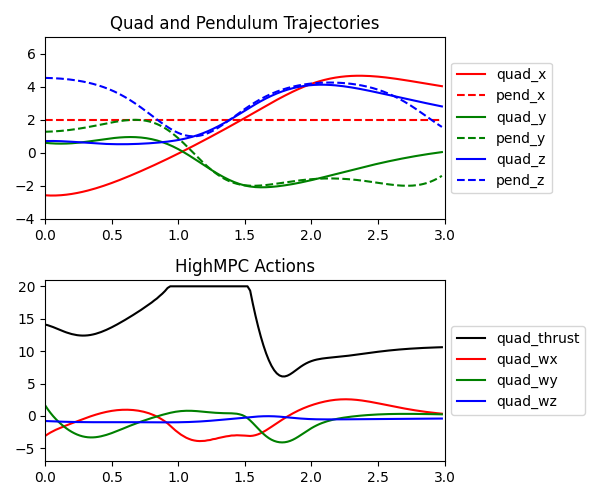 Quad and Pendulum Trajectories
6
4
2
0
−2
−4
0.0 0.5 1.0 1.5 2.0 2.5 3.0
quad_x
pend_x
quad_y
pend_y
quad_z
pend_z
HighMPC Actions
20
15
10
5
0
−5
0.0 0.5 1.0 1.5 2.0 2.5 3.0
quad_thrust
quad_wx
quad_wy
quad_wz